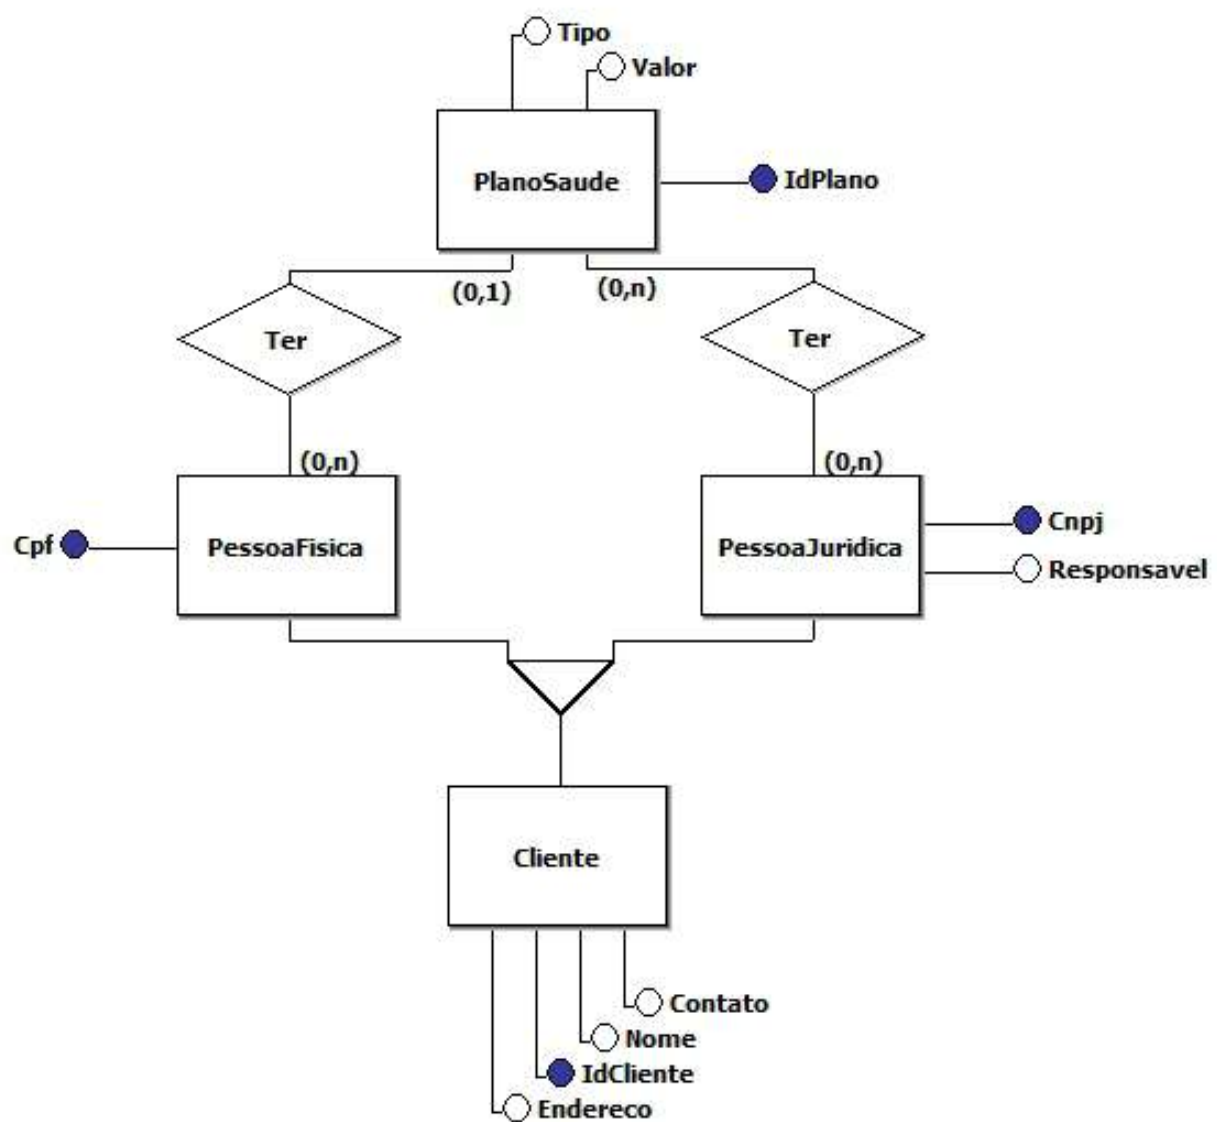 Tipo
Valor
PlanoSaude
IdPlano
(0,1)
(0,n)
Ter
Ter
(0,n)
(0,n)
Cpf
PessoaFisica
PessoaJuridica
Cnpj
Responsavel
Cliente
Contato
Nome
IdCliente
Endereco